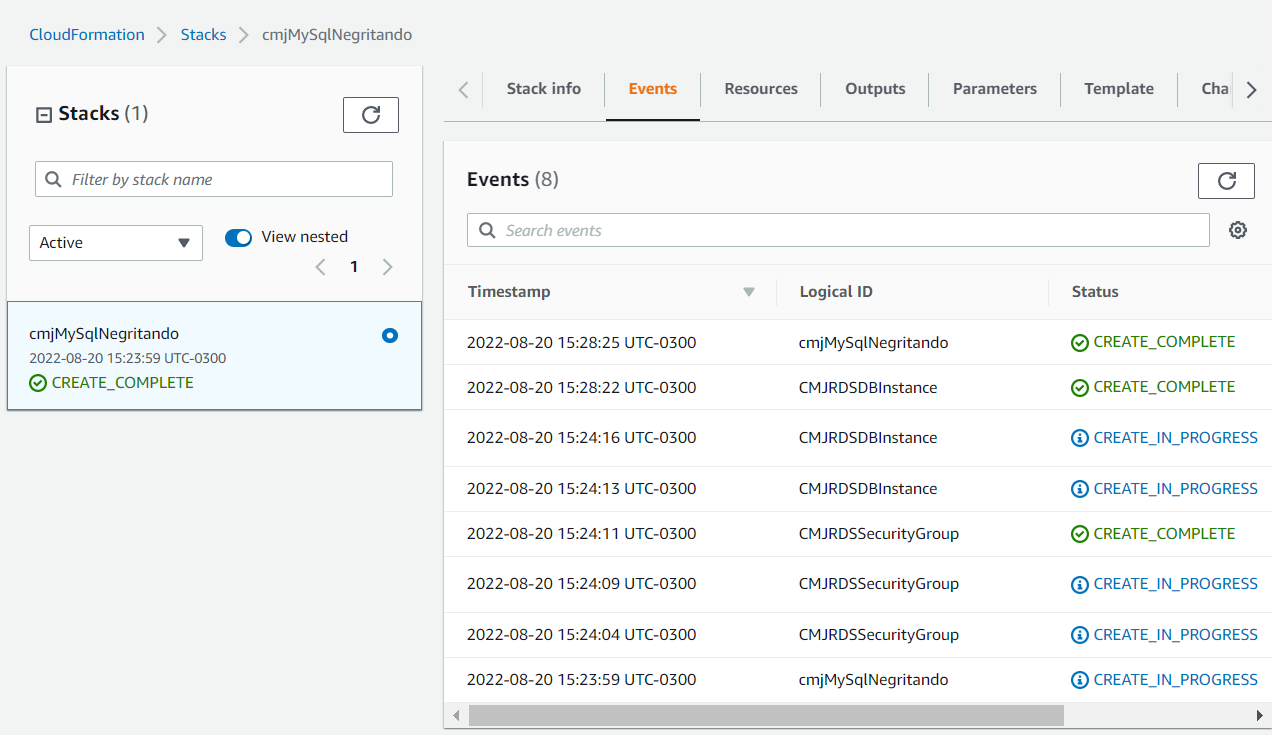 CloudFormation > Stacks > cmjMySqlNegritando
Stacks (1)
Filter by stack name
Active
View nested
1
cmjMySqlNegritando
2022-08-20 15:23:59 UTC-0300
CREATE_COMPLETE
Stack info Events Resources Outputs Parameters Template Cha
Events (8)
Search events
Timestamp Logical ID Status
2022-08-20 15:28:25 UTC-0300 cmjMySqlNegritando CREATE_COMPLETE
2022-08-20 15:28:22 UTC-0300 CMJRDSDBInstance CREATE_COMPLETE
2022-08-20 15:24:16 UTC-0300 CMJRDSDBInstance CREATE_IN_PROGRESS
2022-08-20 15:24:13 UTC-0300 CMJRDSDBInstance CREATE_IN_PROGRESS
2022-08-20 15:24:11 UTC-0300 CMJRDSSecurityGroup CREATE_COMPLETE
2022-08-20 15:24:09 UTC-0300 CMJRDSSecurityGroup CREATE_IN_PROGRESS
2022-08-20 15:24:04 UTC-0300 CMJRDSSecurityGroup CREATE_IN_PROGRESS
2022-08-20 15:23:59 UTC-0300 cmjMySqlNegritando CREATE_IN_PROGRESS